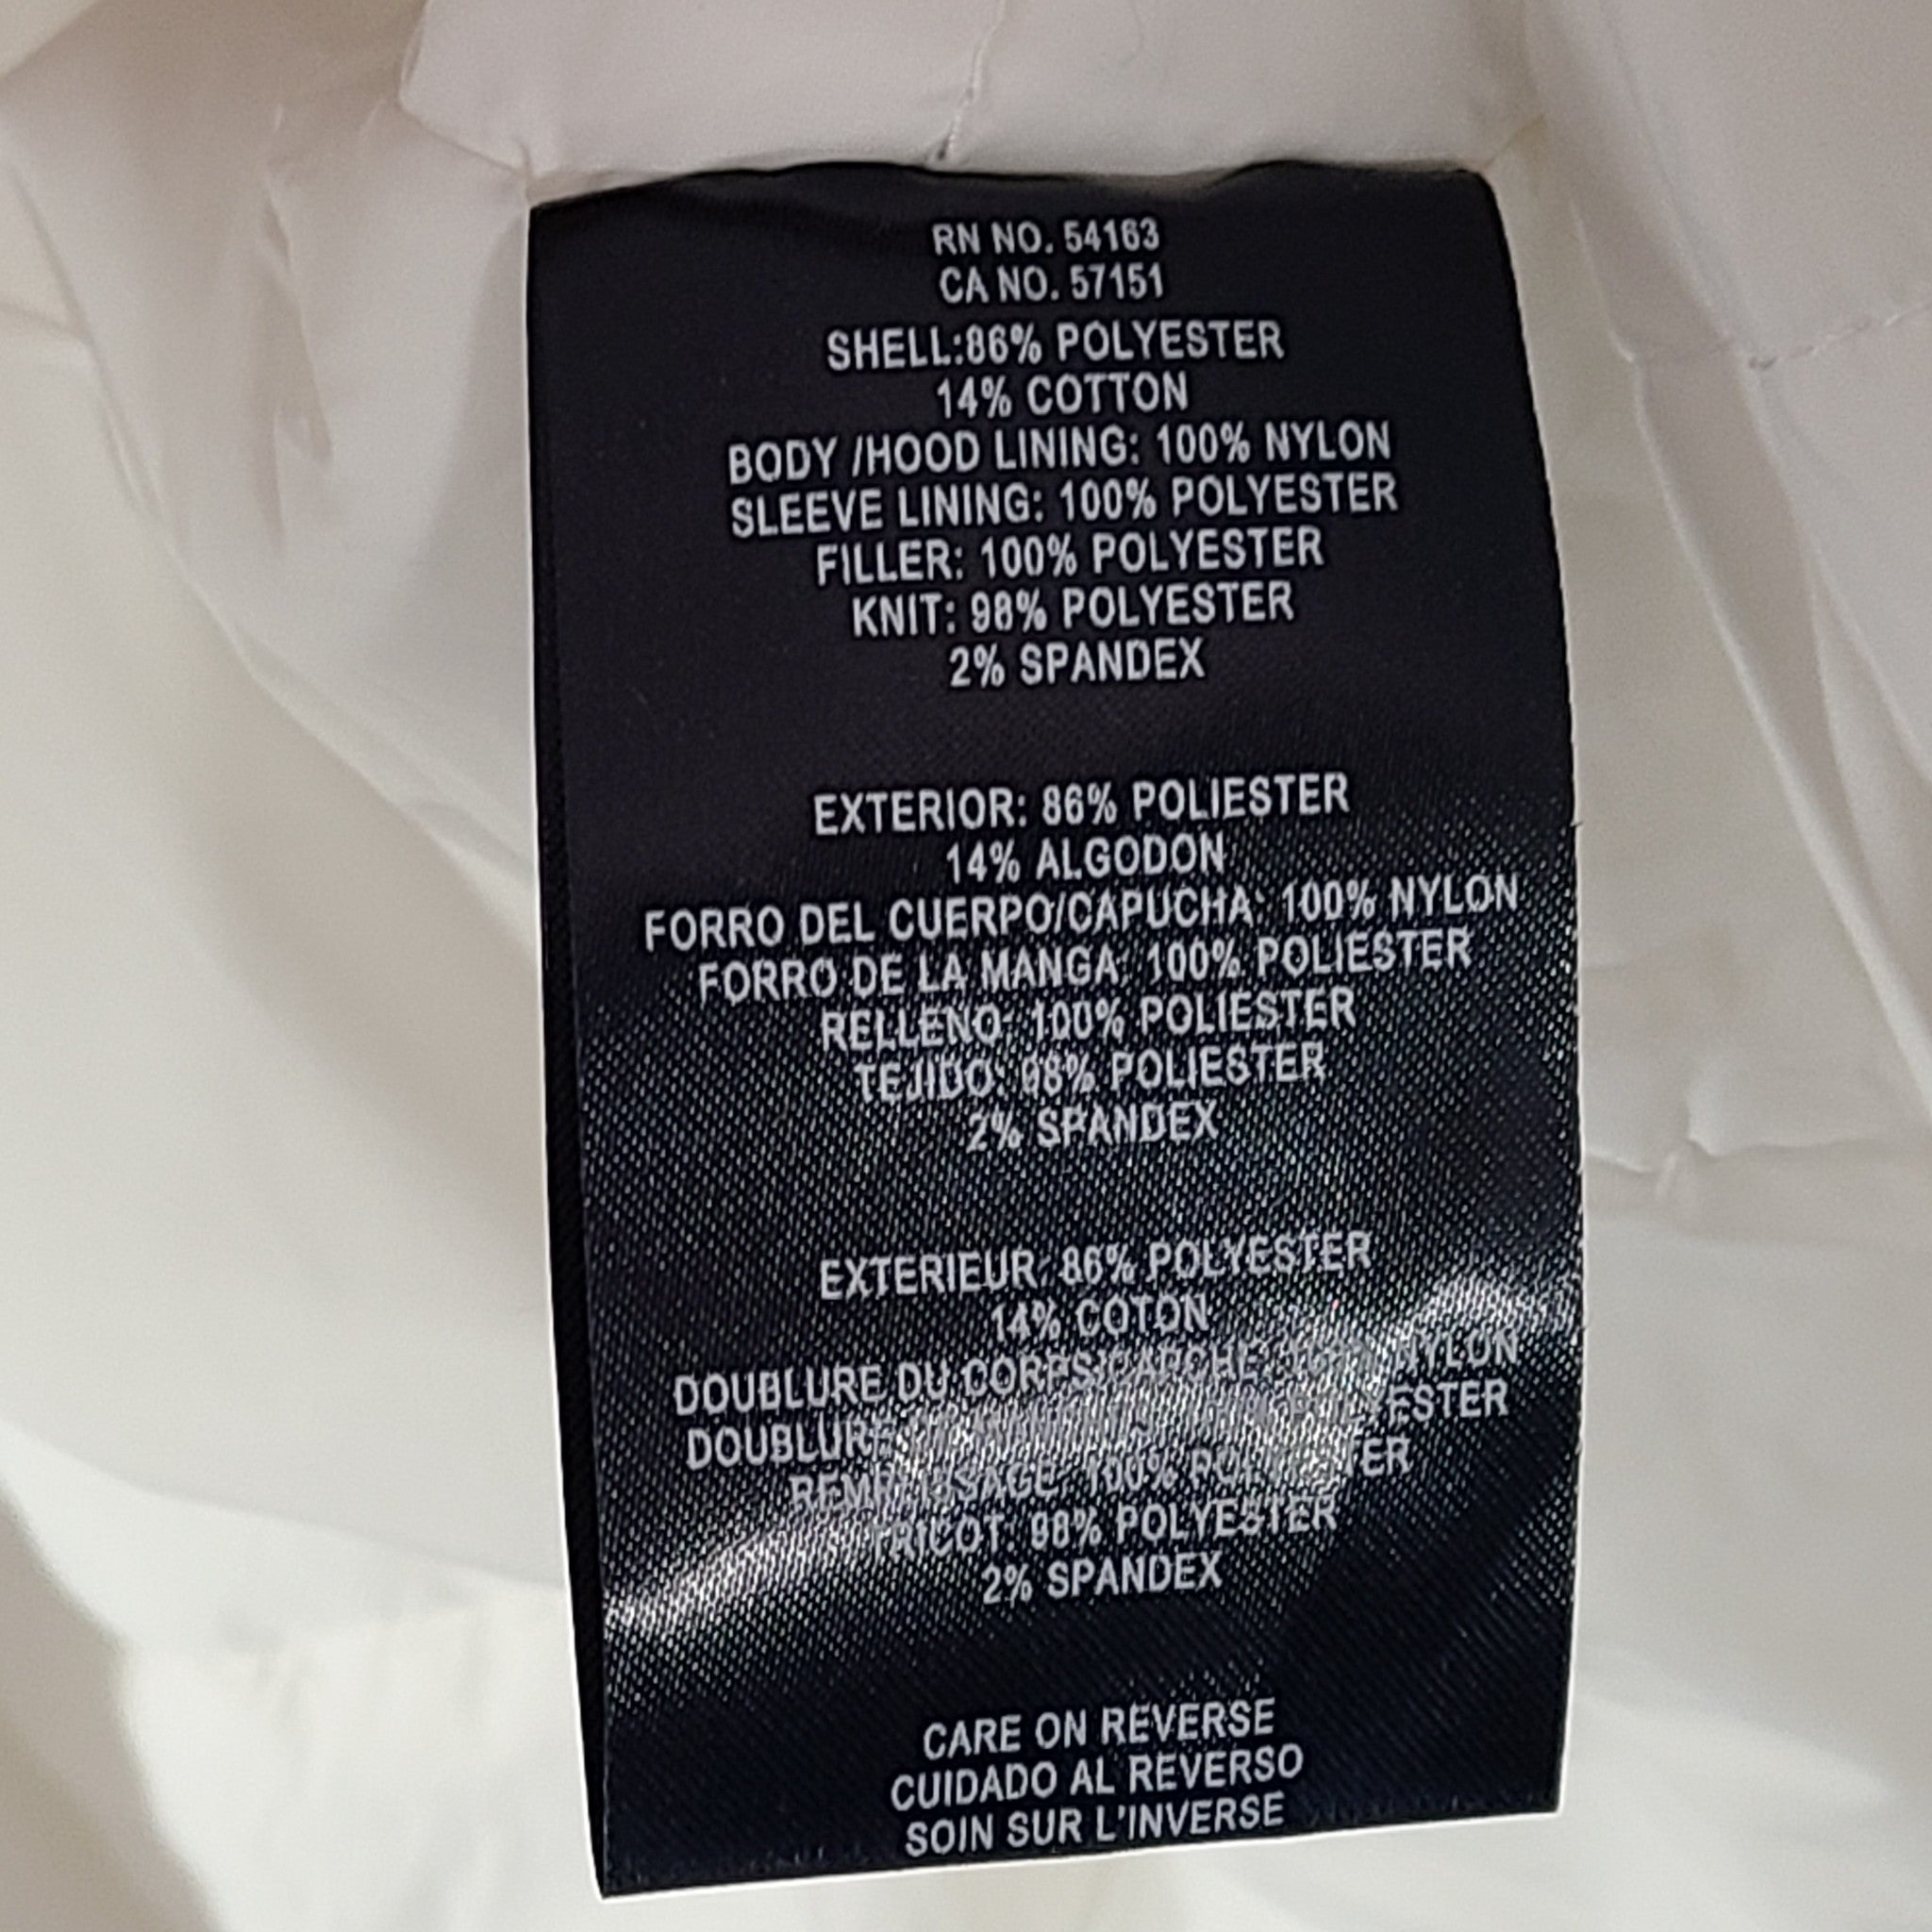 RN NO. 54163
CA NO. 57151
SHELL:86% POLYESTER
14% COTTON
BODY /HOOD LINING: 100% NYLON
SLEEVE LINING: 100% POLYESTER
FILLER: 100% POLYESTER
KNIT: 98% POLYESTER
2% SPANDEX
EXTERIOR: 86% POLIESTER
14% ALGODON
FORRO DEL CUERPO/CAPUCHA: 100% NYLON
FORRO DE LA MANGA: 100% POLIESTER
RELLENO: 100% POLIESTER
TEJIDO: 98% POLIESTER
2% SPANDEX
EXTERIEUR: 86% POLYESTER
14% COTON
DOUBLURE DU CORPS/ NYLON
DOUBLURE
REMPLISSAGE: 100% POLYESTER
TRICOT: 98% POLYESTER
2% SPANDEX
CARE ON REVERSE
CUIDADO AL REVERSO
SOIN SUR L'INVERSE